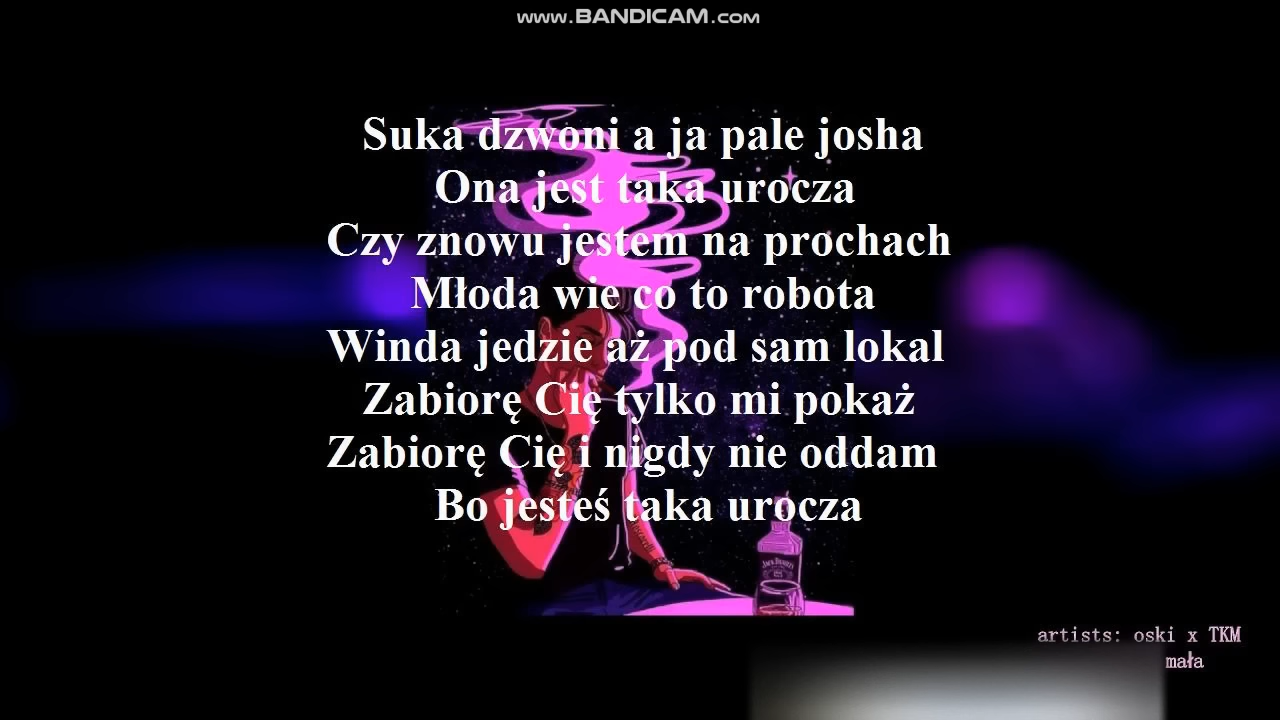 www.BANDICAM.com
Suka dzwoni a ja pale josha
Ona jest taka urocza
Czy znowu jestem na prochach
Młoda wie co to robota
Winda jedzie aż pod sam lokal
Zabiorę Cię tylko mi pokaż
Zabiorę Cię i nigdy nie oddam
Bo jesteś taka urocza
JACK DANIEL'S
artists: oski x TKM
mała